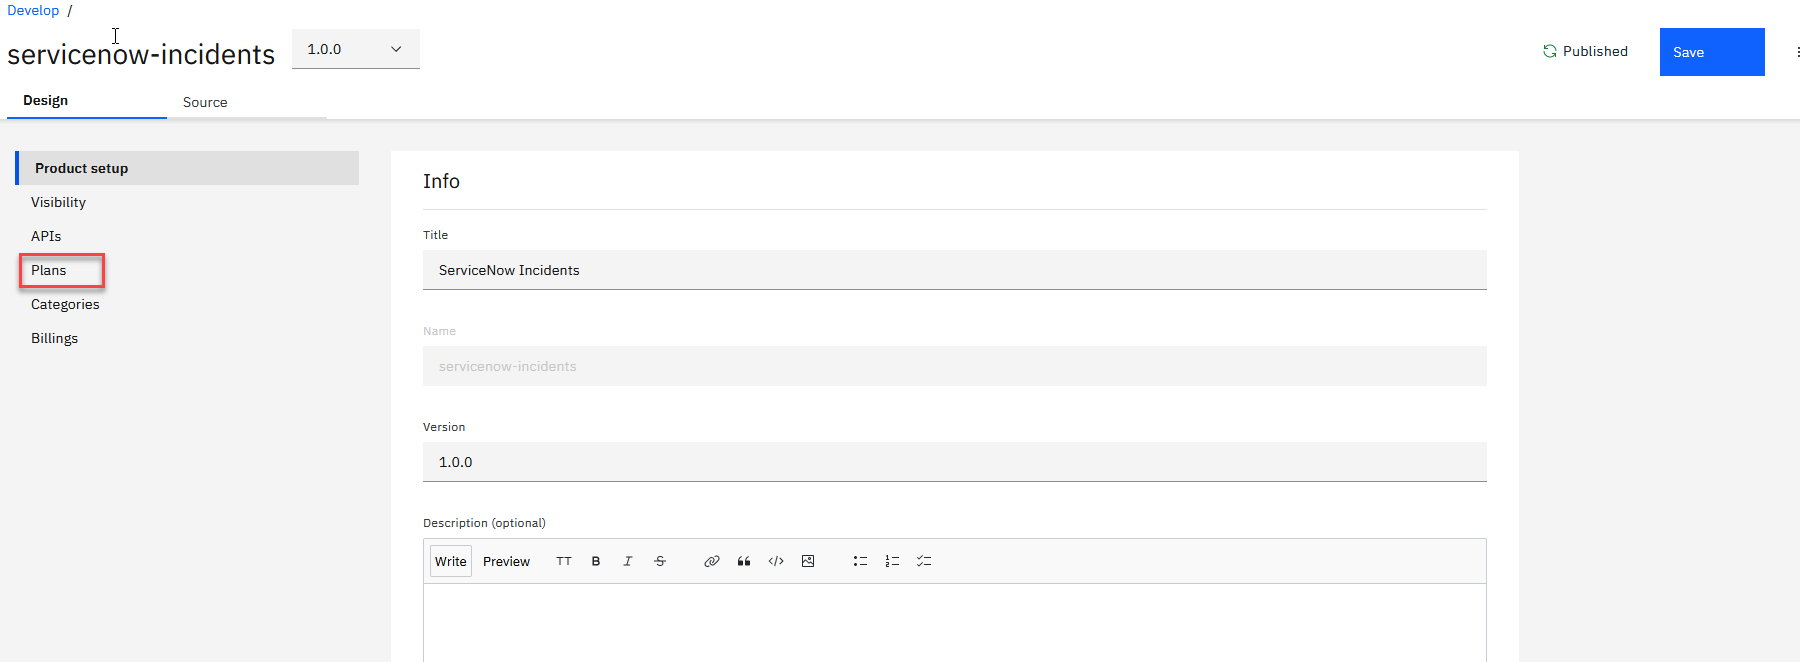 Develop /
servicenow-incidents 1.0.0
Published
Save
Design Source
Product setup
Visibility
APIs
Plans
Categories
Billings
Info
Title
ServiceNow Incidents
Name
servicenow-incidents
Version
1.0.0
Description (optional)
Write Preview TT B I S